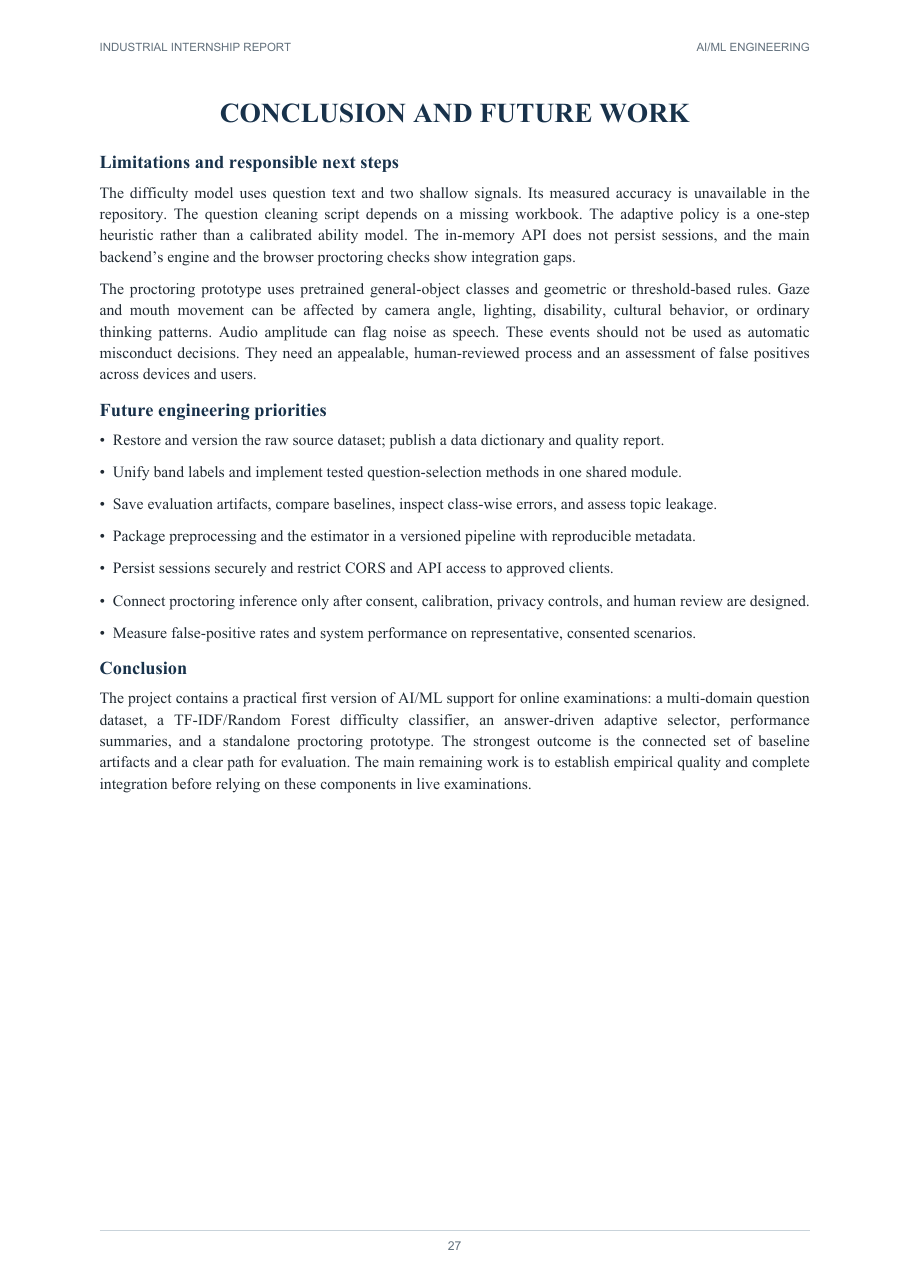 INDUSTRIAL INTERNSHIP REPORT
AI/ML ENGINEERING
CONCLUSION AND FUTURE WORK
Limitations and responsible next steps
The difficulty model uses question text and two shallow signals. Its measured accuracy is unavailable in the
repository. The question cleaning script depends on a missing workbook. The adaptive policy is a one-step
heuristic rather than a calibrated ability model. The in-memory API does not persist sessions, and the main
backend’s engine and the browser proctoring checks show integration gaps.
The proctoring prototype uses pretrained general-object classes and geometric or threshold-based rules. Gaze
and mouth movement can be affected by camera angle, lighting, disability, cultural behavior, or ordinary
thinking patterns. Audio amplitude can flag noise as speech. These events should not be used as automatic
misconduct decisions. They need an appealable, human-reviewed process and an assessment of false positives
across devices and users.
Future engineering priorities
• Restore and version the raw source dataset; publish a data dictionary and quality report.
• Unify band labels and implement tested question-selection methods in one shared module.
• Save evaluation artifacts, compare baselines, inspect class-wise errors, and assess topic leakage.
• Package preprocessing and the estimator in a versioned pipeline with reproducible metadata.
• Persist sessions securely and restrict CORS and API access to approved clients.
• Connect proctoring inference only after consent, calibration, privacy controls, and human review are designed.
• Measure false-positive rates and system performance on representative, consented scenarios.
Conclusion
The project contains a practical first version of AI/ML support for online examinations: a multi-domain question
dataset, a TF-IDF/Random Forest difficulty classifier, an answer-driven adaptive selector, performance
summaries, and a standalone proctoring prototype. The strongest outcome is the connected set of baseline
artifacts and a clear path for evaluation. The main remaining work is to establish empirical quality and complete
integration before relying on these components in live examinations.
27